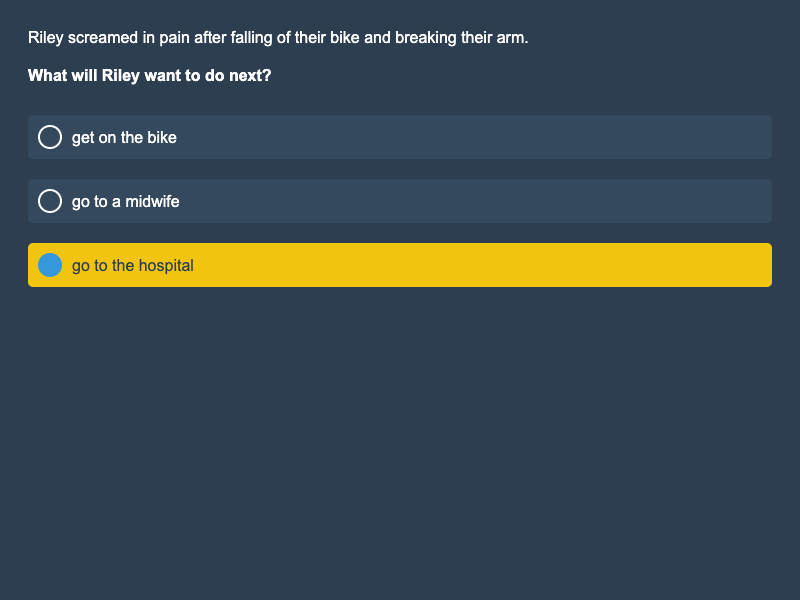 Riley screamed in pain after falling of their bike and breaking their arm.
What will Riley want to do next?
get on the bike
go to a midwife
go to the hospital